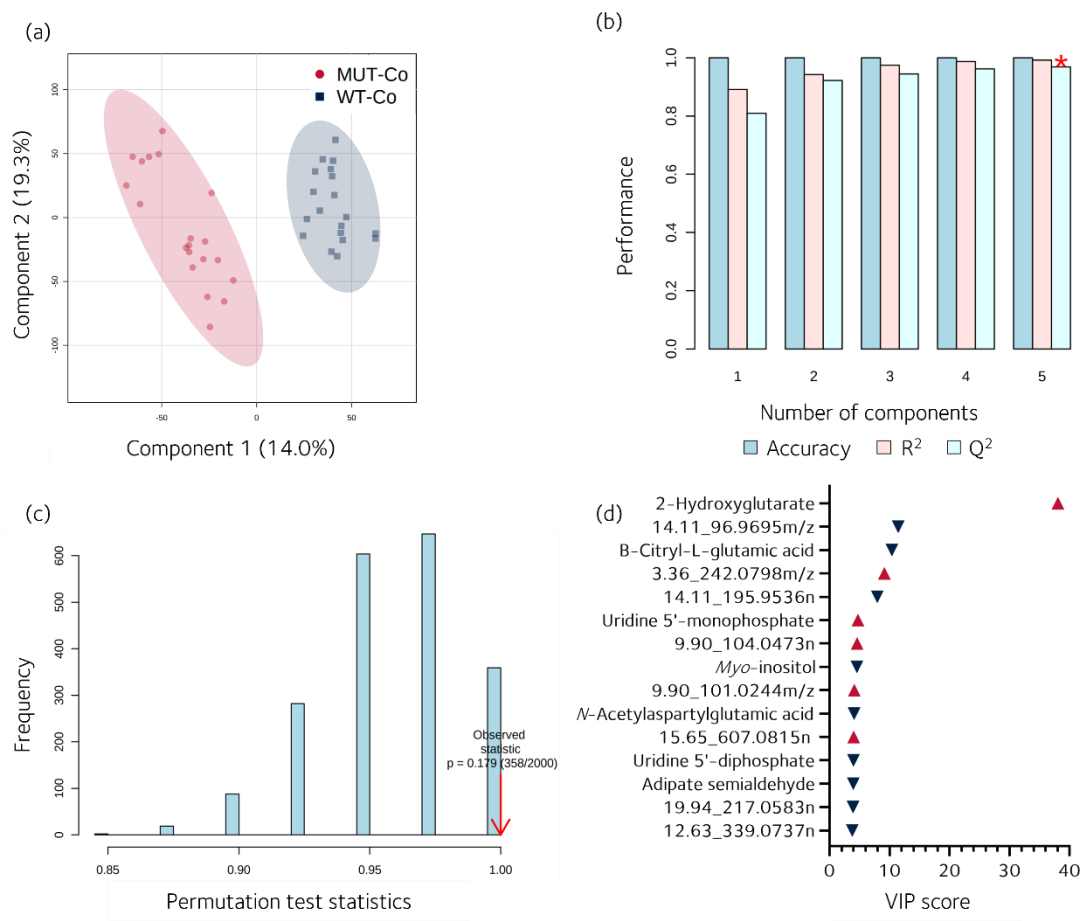 (a)
MUT-Co
WT-Co
100
50
0
-50
-100
-50
0
50
Component 2 (19.3%)
Component 1 (14.0%)
(b)
1.0
0.8
0.6
0.4
0.2
0.0
Performance
*
1
2
3
4
5
Number of components
Accuracy
R²
Q²
(c)
600
500
400
300
200
100
0
Frequency
Observed
statistic
p = 0.179 (358/2000)
0.85
0.90
0.95
1.00
Permutation test statistics
(d)
2-Hydroxyglutarate
14.11_96.9695m/z
B-Citryl-L-glutamic acid
3.36_242.0798m/z
14.11_195.9536n
Uridine 5'-monophosphate
9.90_104.0473n
Myo-inositol
9.90_101.0244m/z
N-Acetylaspartylglutamic acid
15.65_607.0815n
Uridine 5'-diphosphate
Adipate semialdehyde
19.94_217.0583n
12.63_339.0737n
0
10
20
30
40
VIP score